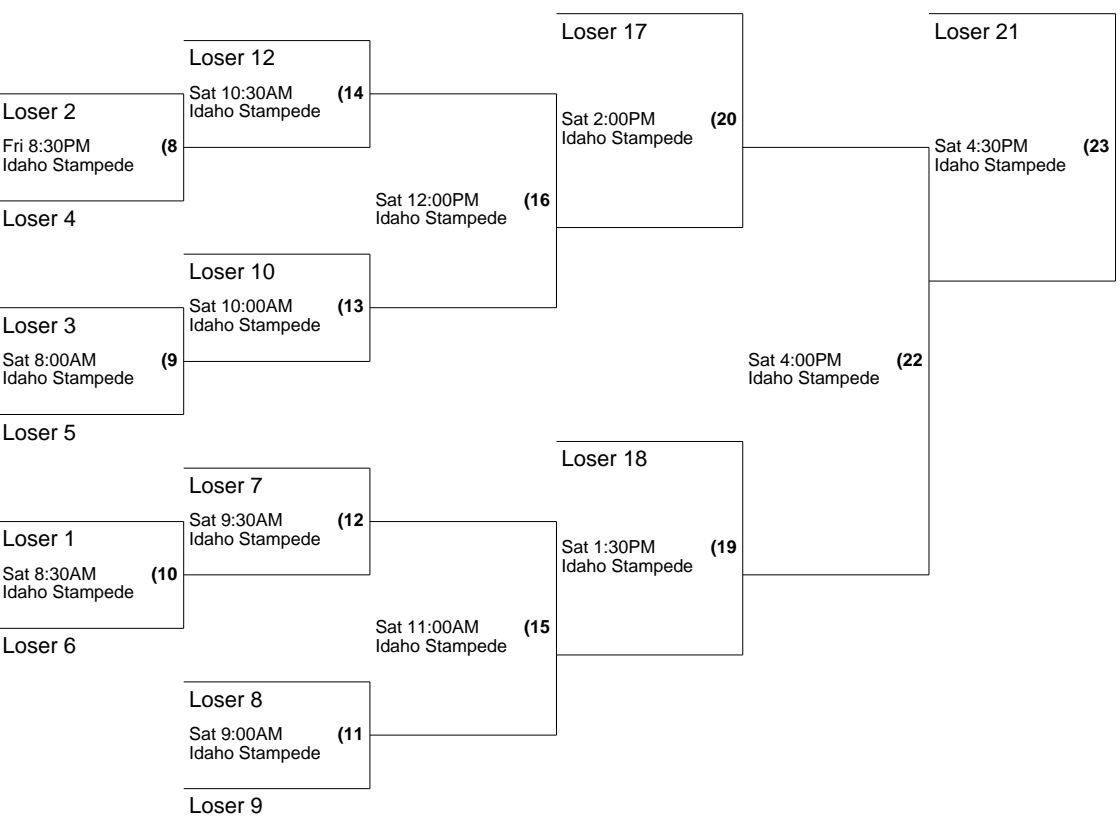 Loser 17
Loser 21
Loser 12
Sat 10:30AM (14
Idaho Stampede
Loser 2
Fri 8:30PM (8
Idaho Stampede
Loser 4
Sat 2:00PM (20
Idaho Stampede
Sat 4:30PM (23
Idaho Stampede
Sat 12:00PM (16
Idaho Stampede
Loser 10
Sat 10:00AM (13
Idaho Stampede
Loser 3
Sat 8:00AM (9
Idaho Stampede
Loser 5
Sat 4:00PM (22
Idaho Stampede
Loser 18
Loser 7
Sat 9:30AM (12
Idaho Stampede
Loser 1
Sat 8:30AM (10
Idaho Stampede
Loser 6
Sat 1:30PM (19
Idaho Stampede
Sat 11:00AM (15
Idaho Stampede
Loser 8
Sat 9:00AM (11
Idaho Stampede
Loser 9